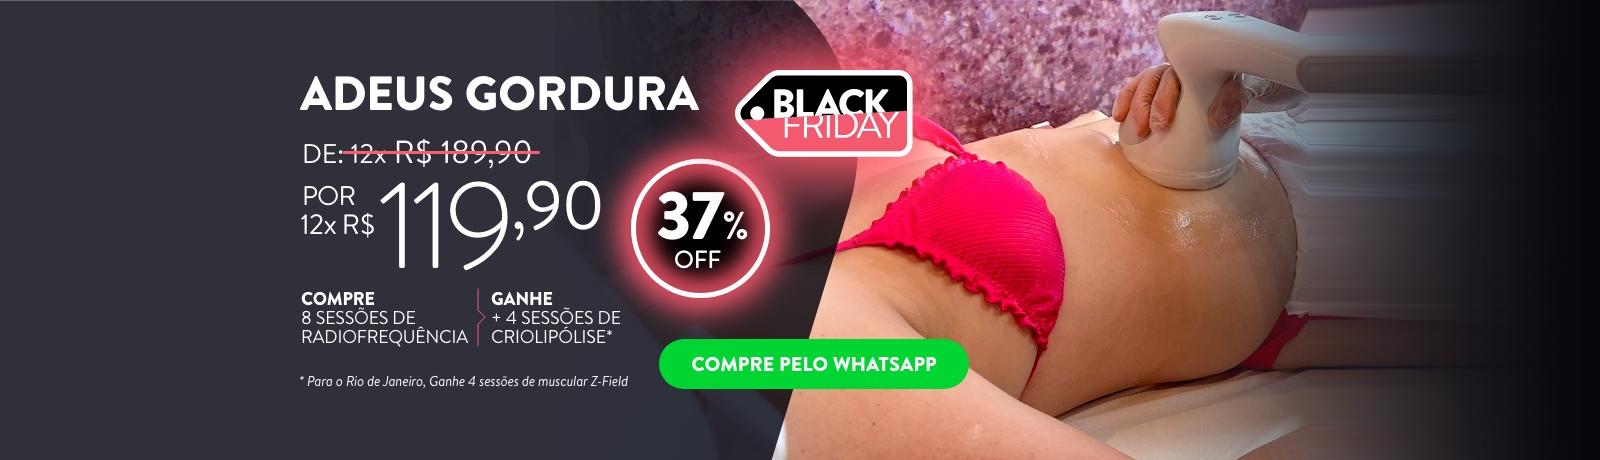 ADEUS GORDURA
BLACK
FRIDAY
DE: 12x R$ 189,90
POR
12x R$ 119,90
37%
OFF
COMPRE
8 SESSÕES DE
RADIOFREQUÊNCIA
GANHE
+ 4 SESSÕES DE
CRIOLIPÓLISE*
COMPRE PELO WHATSAPP
* Para o Rio de Janeiro, Ganhe 4 sessões de muscular Z-Field